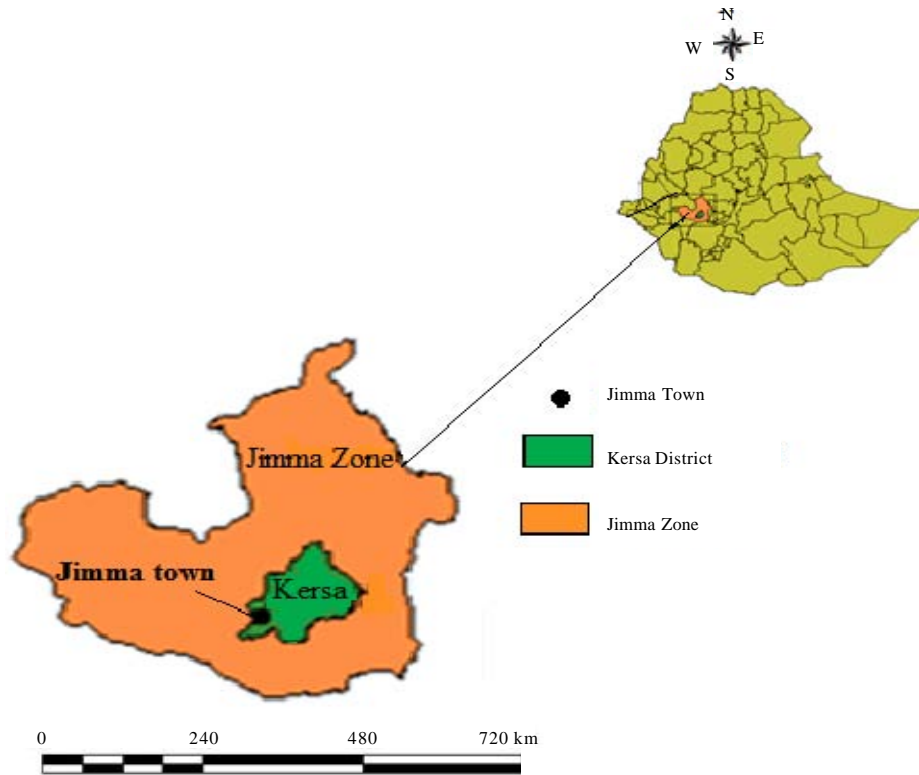 N
W
E
S
Jimma Town
Jimma Zone
Kersa District
Jimma Zone
Jimma town
Kersa
0 240 480 720 km